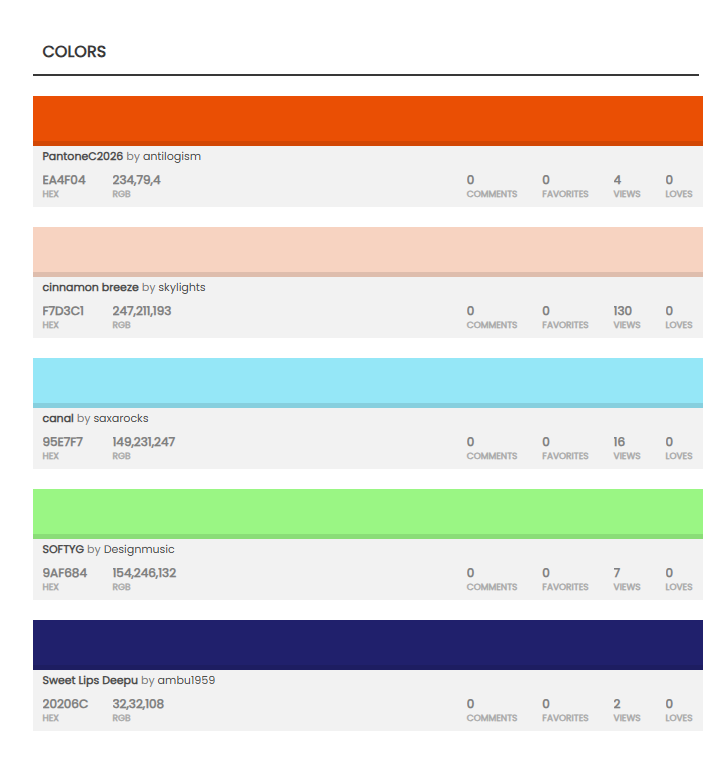 COLORS
PantoneC2026 by antilogism
EA4F04 234,79,4 0 0 4 0
HEX RGB COMMENTS FAVORITES VIEWS LOVES
cinnamon breeze by skylights
F7D3C1 247,211,193 0 0 130 0
HEX RGB COMMENTS FAVORITES VIEWS LOVES
canal by saxarocks
95E7F7 149,231,247 0 0 16 0
HEX RGB COMMENTS FAVORITES VIEWS LOVES
SOFTYG by Designmusic
9AF684 154,246,132 0 0 7 0
HEX RGB COMMENTS FAVORITES VIEWS LOVES
Sweet Lips Deepu by ambu1959
20206C 32,32,108 0 0 2 0
HEX RGB COMMENTS FAVORITES VIEWS LOVES